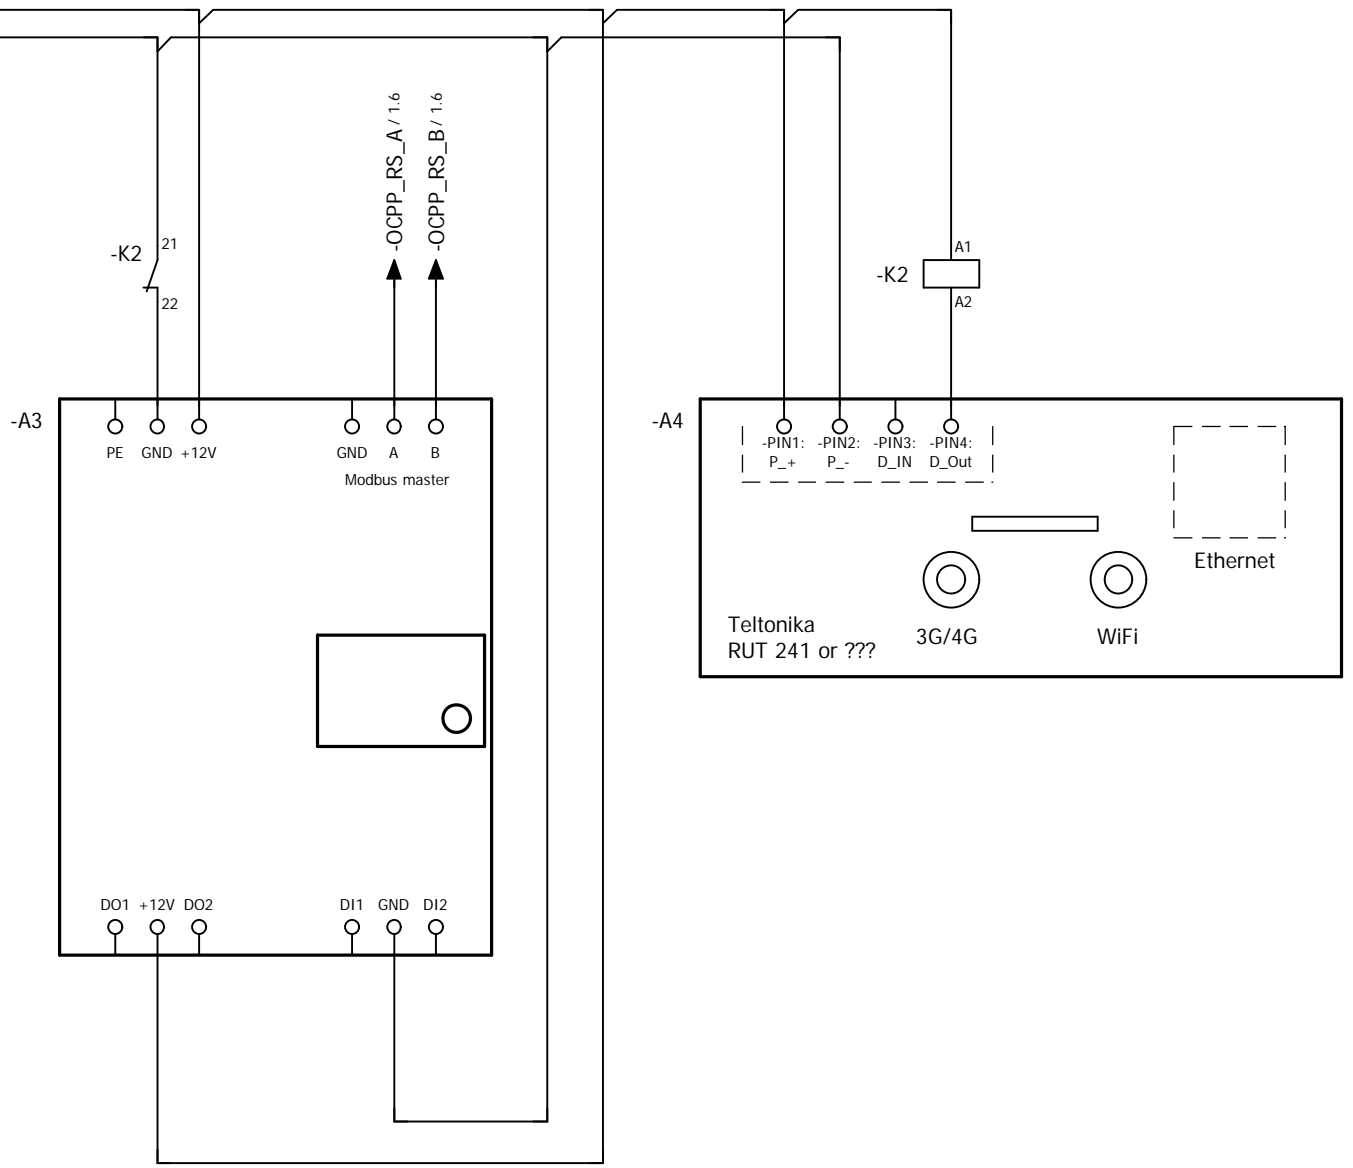 -OCPP_RS_A / 1.6
-OCPP_RS_B / 1.6
-K2
21
22
-K2
A1
A2
-A3
PE GND +12V
GND A B
Modbus master
DO1 +12V DO2
DI1 GND DI2
-A4
-PIN1: -PIN2: -PIN3: -PIN4:
P_+ P_- D_IN D_Out
Ethernet
Teltonika
RUT 241 or ???
3G/4G
WiFi